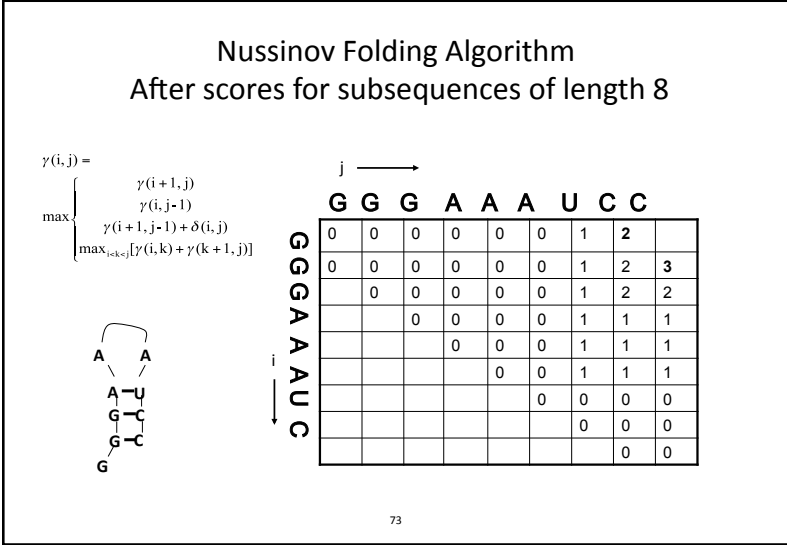 Nussinov Folding Algorithm
After scores for subsequences of length 8
γ(i, j) =
max { γ(i+1, j)
γ(i, j-1)
γ(i+1, j-1) + δ(i, j)
max i<k<j [γ(i, k) + γ(k+1, j)]
j
G G G A A A U C C
G 0 0 0 0 0 0 1 2
G 0 0 0 0 0 0 1 2 3
G 0 0 0 0 0 1 2 2
A 0 0 0 0 1 1 1
A 0 0 0 1 1 1
A 0 0 1 1 1
U 0 0 0 0
C 0 0 0
0 0
i
A A
A U
G C
G C
G
73